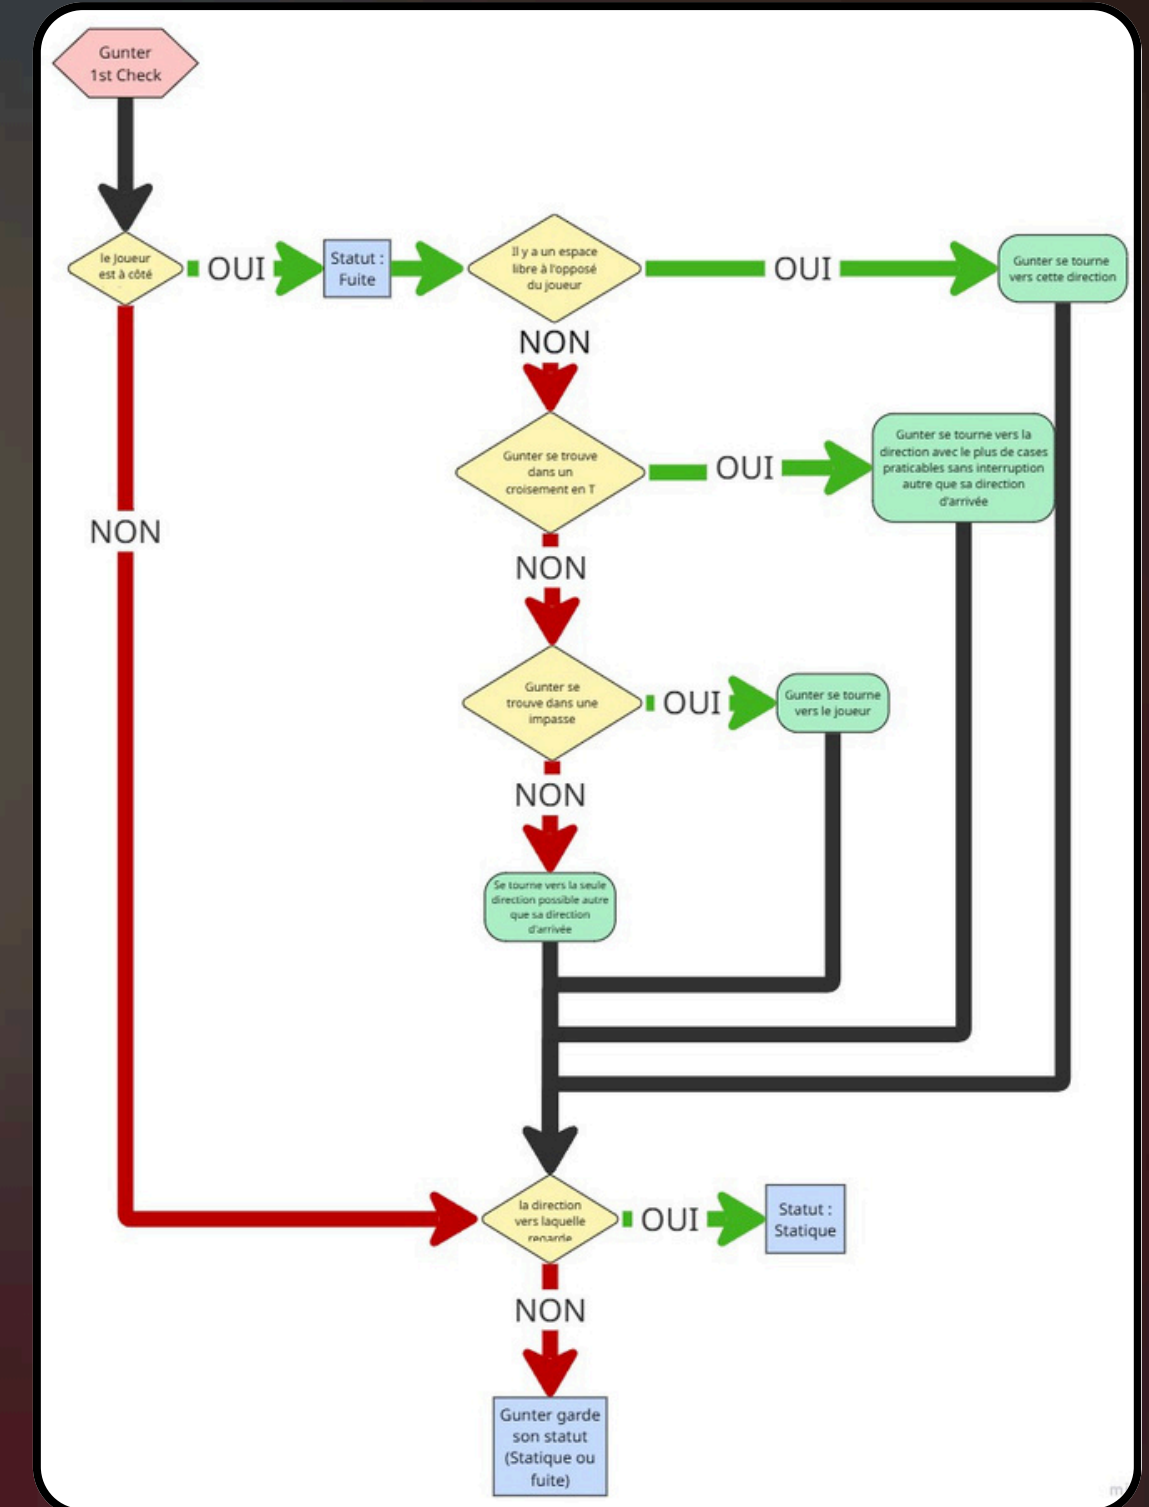 Gunter
1st Check
le Joueur
est à côté
OUI
Statut :
Fuite
Il y a un espace
libre à l'opposé
du joueur
OUI
Gunter se tourne
vers cette direction
NON
Gunter se trouve
dans un
croisement en T
OUI
Gunter se tourne vers la
direction avec le plus de cases
praticables sans interruption
autre que sa direction
d'arrivée
NON
NON
Gunter se
trouve dans une
impasse
OUI
Gunter se tourne
vers le joueur
NON
Se tourne vers la seule
direction possible autre
que sa direction
d'arrivée
la direction
vers laquelle
regarde
OUI
Statut :
Statique
NON
Gunter garde
son statut
(Statique ou
fuite)